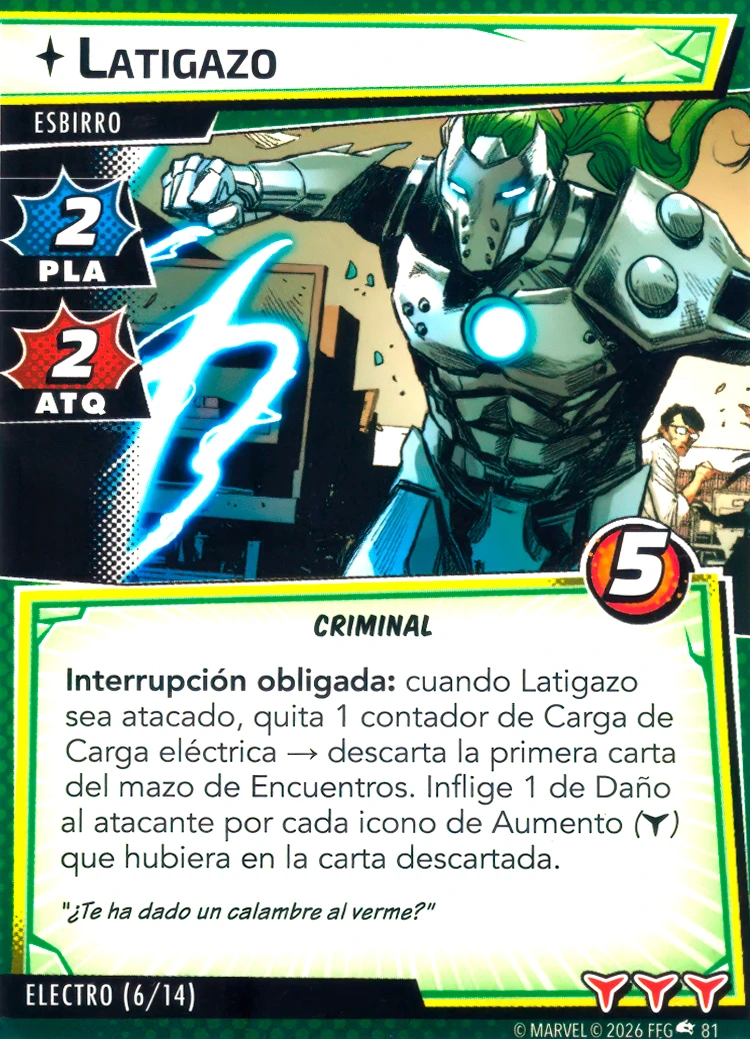 LATIGAZO
ESBIRRO
2
PLA
2
ATQ
5
CRIMINAL
Interrupción obligada: cuando Latigazo
sea atacado, quita 1 contador de Carga de
Carga eléctrica → descarta la primera carta
del mazo de Encuentros. Inflige 1 de Daño
al atacante por cada icono de Aumento ( )
que hubiera en la carta descartada.
"¿Te ha dado un calambre al verme?"
ELECTRO (6/14)
© MARVEL © 2026 FFG 81